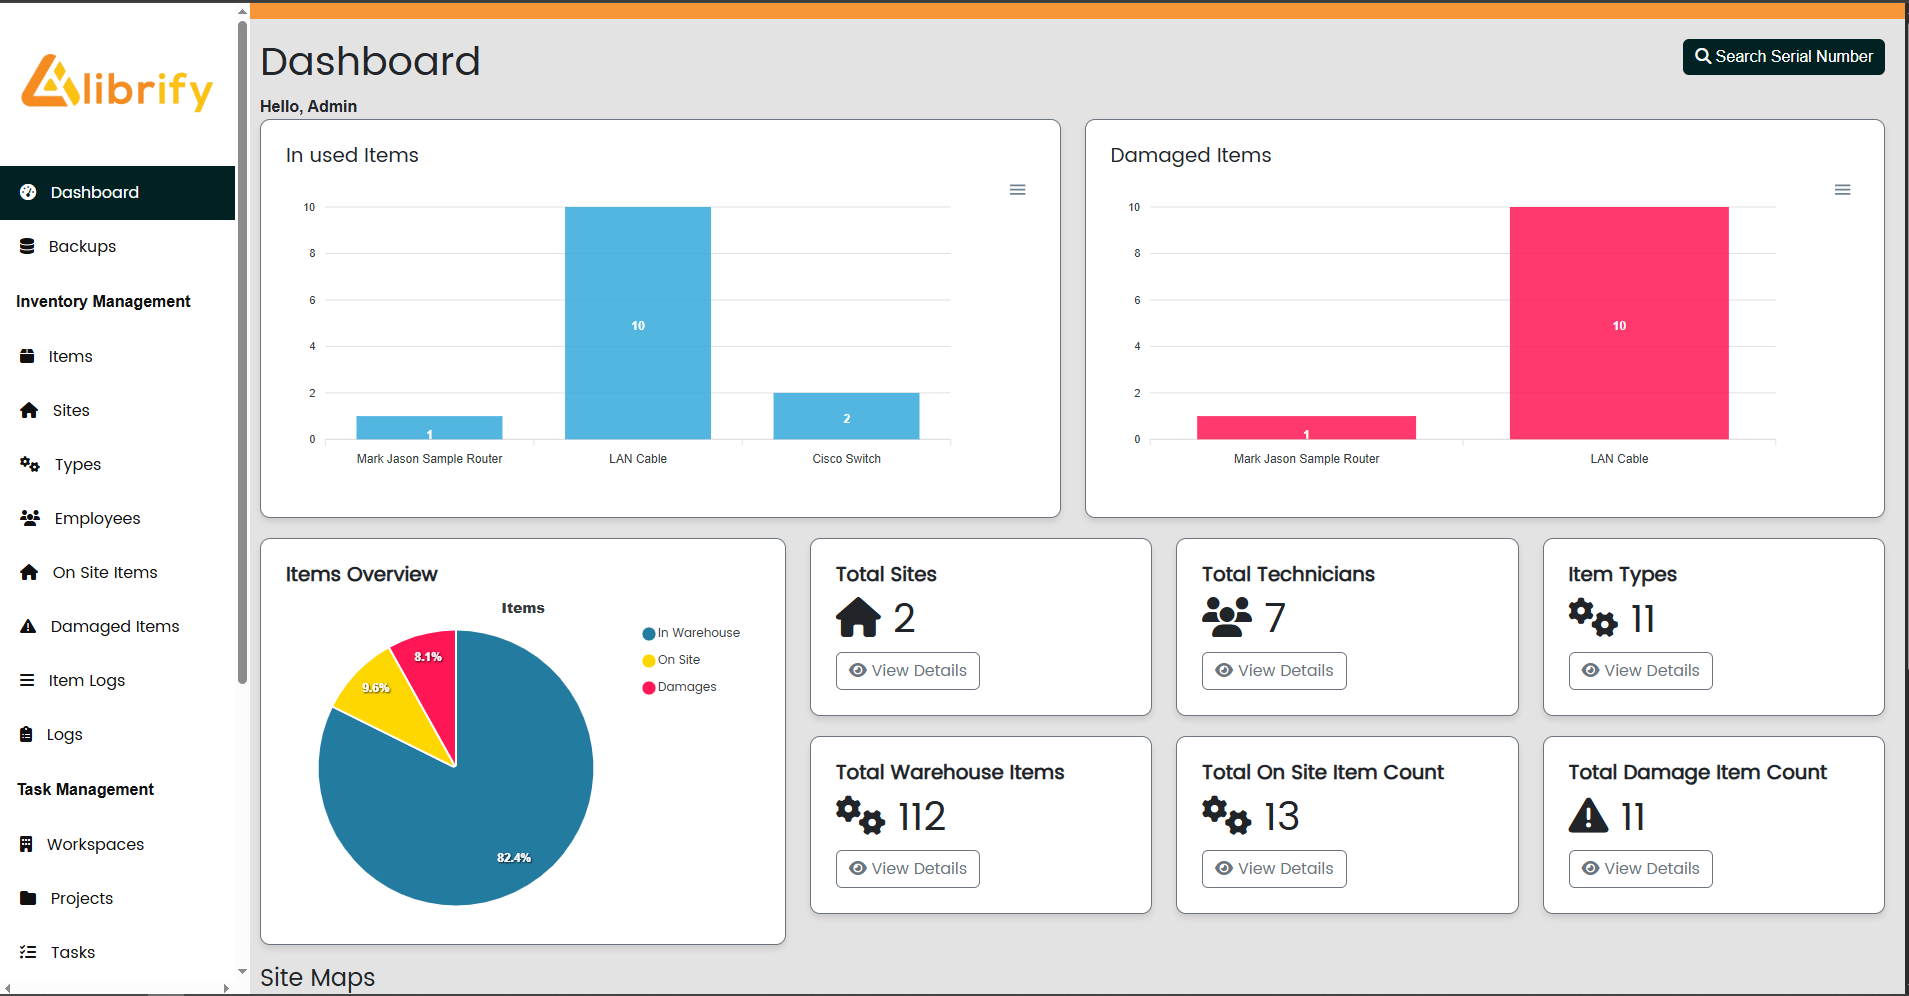 Alibrify
Dashboard
Backups
Inventory Management
Items
Sites
Types
Employees
On Site Items
Damaged Items
Item Logs
Logs
Task Management
Workspaces
Projects
Tasks
Dashboard
Search Serial Number
Hello, Admin
In used Items
10
8
6
4
2
0
1
10
2
Mark Jason Sample Router
LAN Cable
Cisco Switch
Damaged Items
10
8
6
4
2
0
1
10
Mark Jason Sample Router
LAN Cable
Items Overview
Items
8.1%
9.6%
82.4%
In Warehouse
On Site
Damages
Total Sites
2
View Details
Total Technicians
7
View Details
Item Types
11
View Details
Total Warehouse Items
112
View Details
Total On Site Item Count
13
View Details
Total Damage Item Count
11
View Details
Site Maps